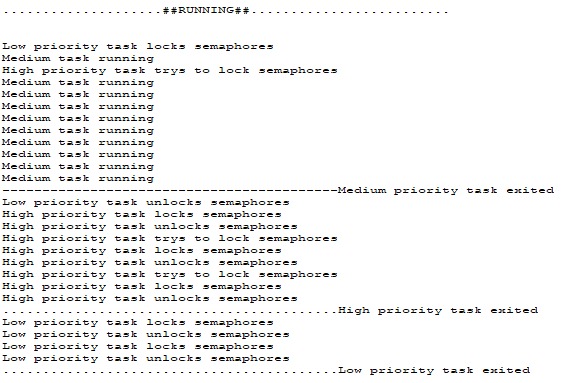 ....................##RUNNING##.........................
Low priority task locks semaphores
Medium task running
High priority task trys to lock semaphores
Medium task running
Medium task running
Medium task running
Medium task running
Medium task running
Medium task running
Medium task running
Medium task running
Medium task running
------------------------------------------Medium priority task exited
Low priority task unlocks semaphores
High priority task locks semaphores
High priority task unlocks semaphores
High priority task trys to lock semaphores
High priority task locks semaphores
High priority task unlocks semaphores
High priority task trys to lock semaphores
High priority task locks semaphores
High priority task unlocks semaphores
..........................................High priority task exited
Low priority task locks semaphores
Low priority task unlocks semaphores
Low priority task locks semaphores
Low priority task unlocks semaphores
..........................................Low priority task exited